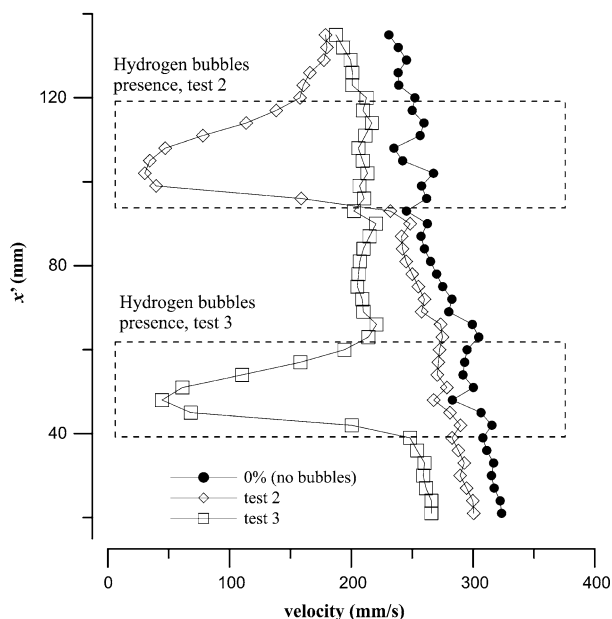 Hydrogen bubbles
presence, test 2
120
x' (mm)
80
Hydrogen bubbles
presence, test 3
40
0% (no bubbles)
test 2
test 3
0 100 200 300 400
velocity (mm/s)